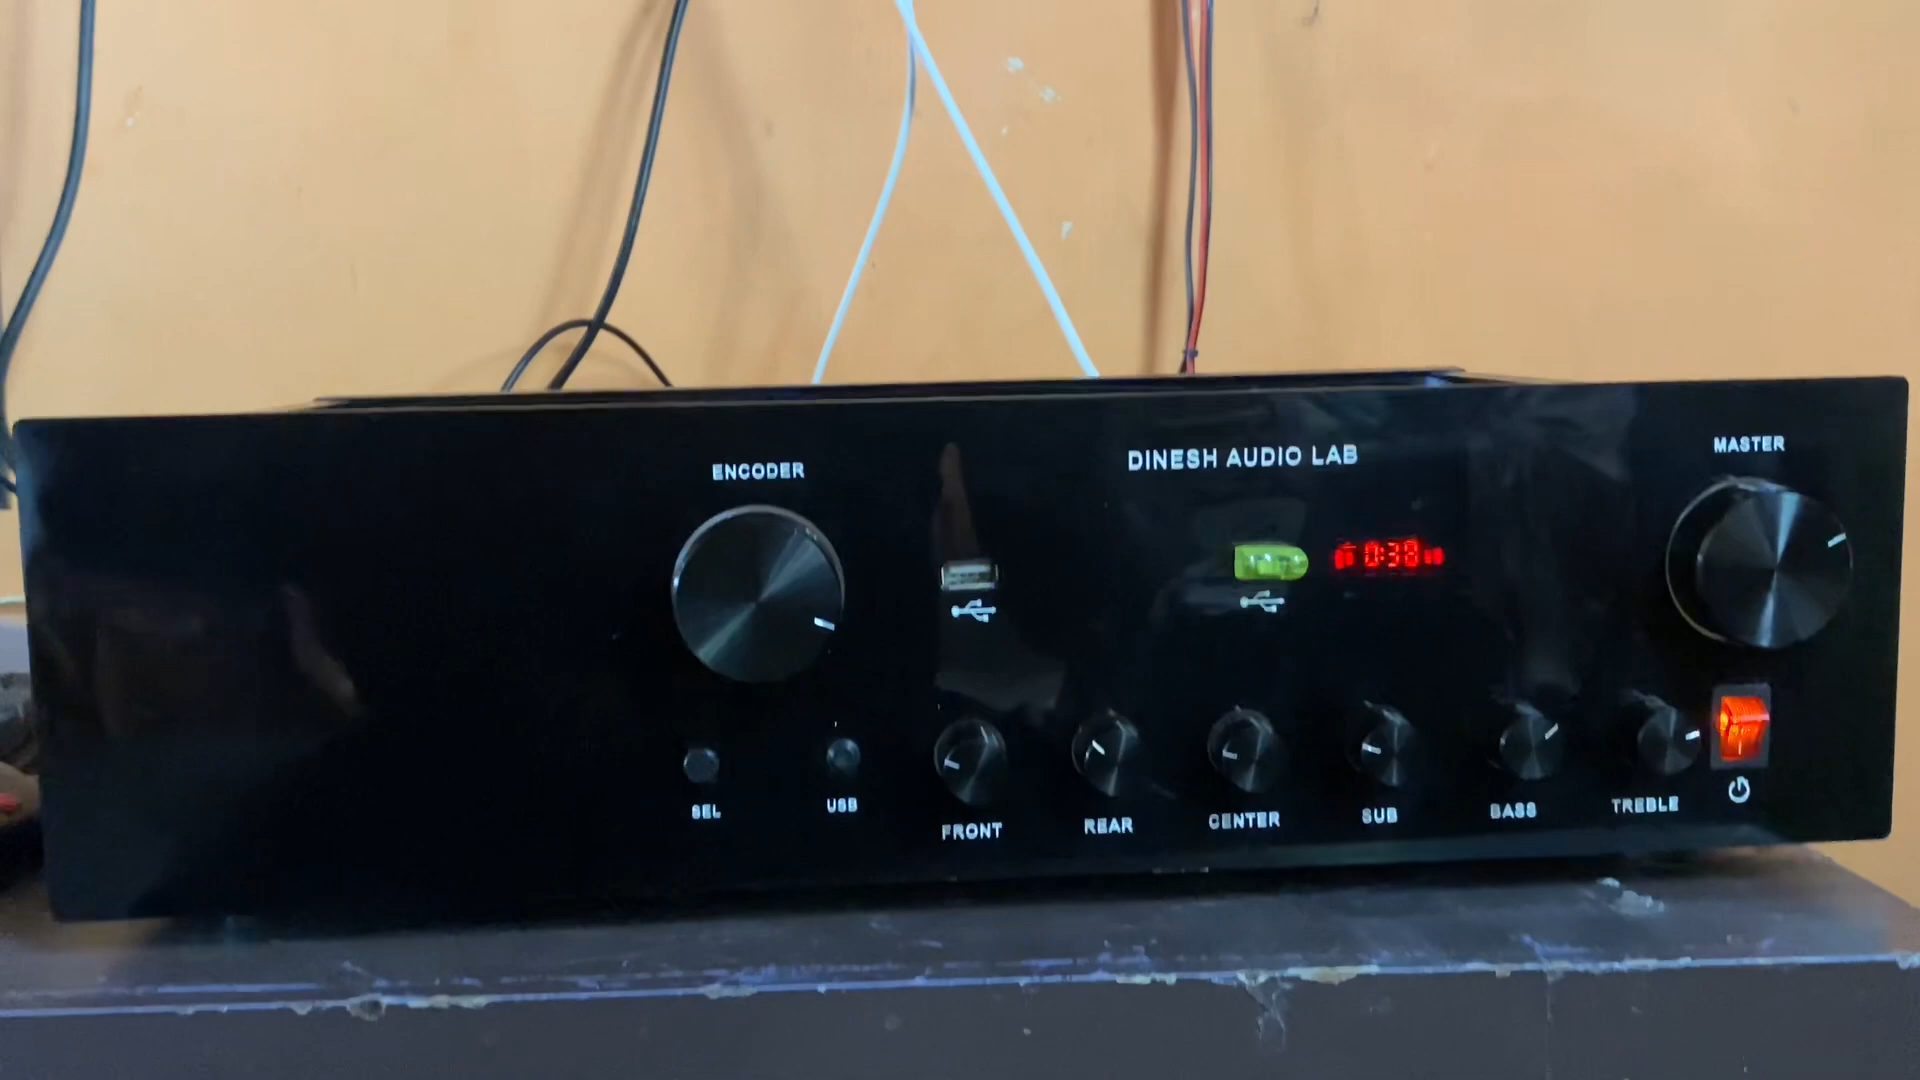 ENCODER
DINESH AUDIO LAB
MASTER
0:38
SEL
USB
FRONT
REAR
CENTER
SUB
BASS
TREBLE